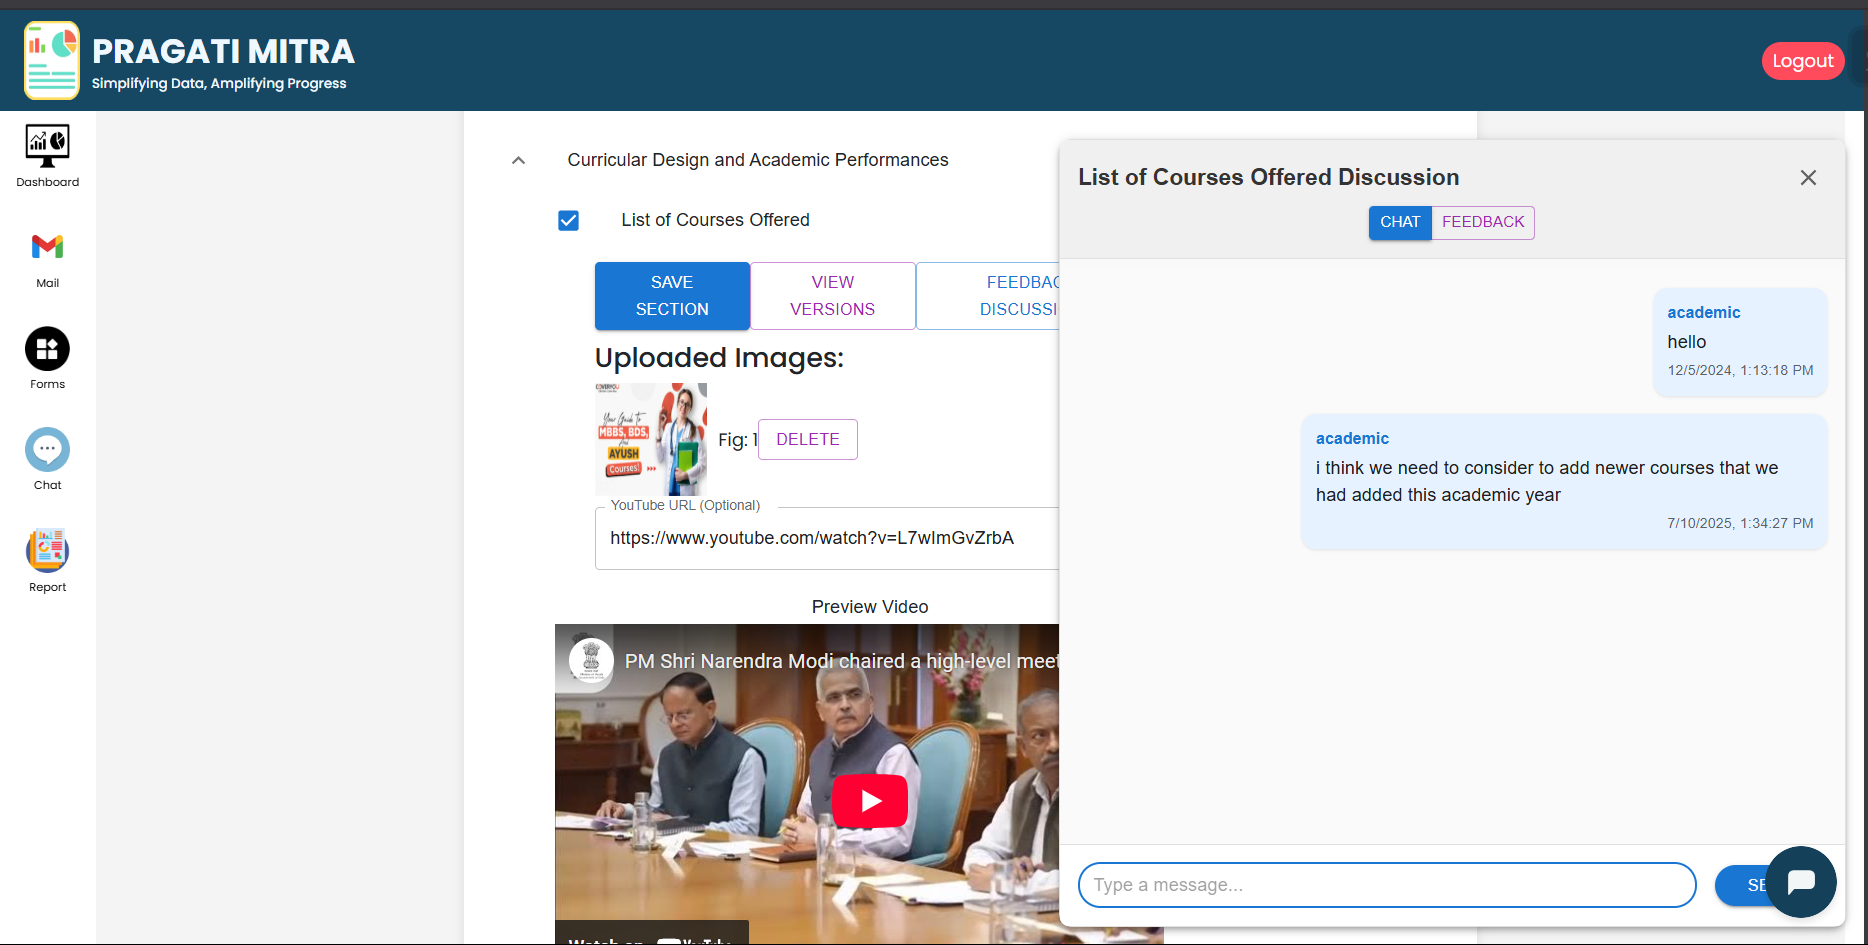 PRAGATI MITRA
Simplifying Data, Amplifying Progress
Logout
Dashboard
Mail
Forms
Chat
Report
Curricular Design and Academic Performances
List of Courses Offered
SAVE
SECTION
VIEW
VERSIONS
FEEDBAC
DISCUSSI
Uploaded Images:
Your Guide To
MBBS, BDS,
And
AYUSH
Courses!
Fig: 1
DELETE
YouTube URL (Optional)
https://www.youtube.com/watch?v=L7wImGvZrbA
Preview Video
PM Shri Narendra Modi chaired a high-level meet
Watch on YouTube
List of Courses Offered Discussion
CHAT
FEEDBACK
academic
hello
12/5/2024, 1:13:18 PM
academic
i think we need to consider to add newer courses that we
had added this academic year
7/10/2025, 1:34:27 PM
Type a message...
SE